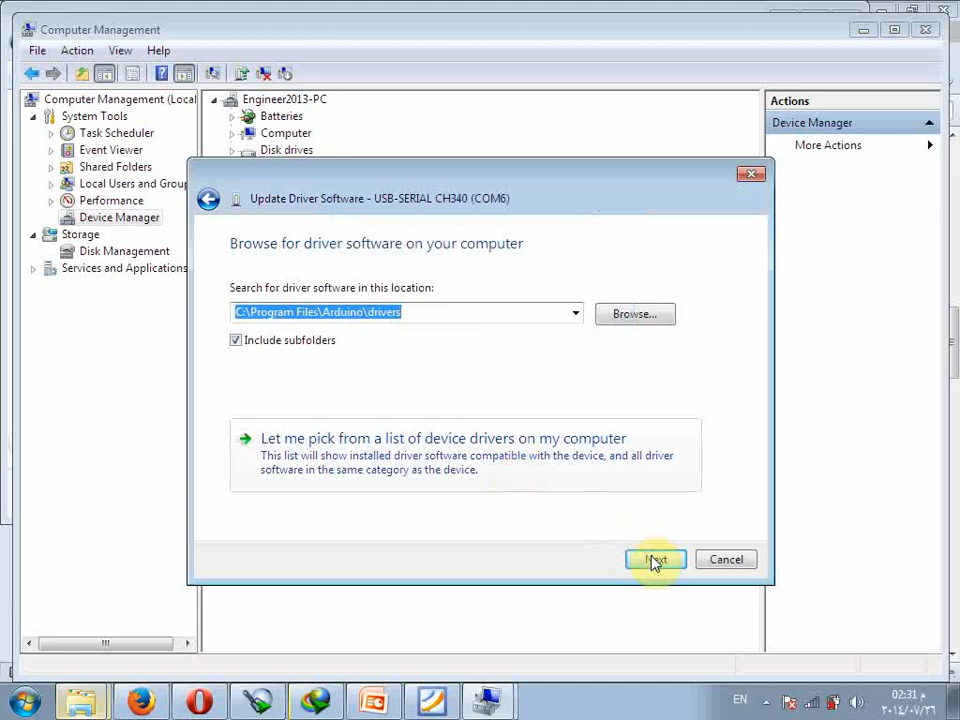 Computer Management
File Action View Help
Computer Management (Local
System Tools
Task Scheduler
Event Viewer
Shared Folders
Local Users and Group
Performance
Device Manager
Storage
Disk Management
Services and Applications
Engineer2013-PC
Batteries
Computer
Disk drives
Actions
Device Manager
More Actions
Update Driver Software - USB-SERIAL CH340 (COM6)
Browse for driver software on your computer
Search for driver software in this location:
C:\Program Files\Arduino\drivers
Browse...
Include subfolders
Let me pick from a list of device drivers on my computer
This list will show installed driver software compatible with the device, and all driver
software in the same category as the device.
Next Cancel
EN
02:31 م
٢٠١٤/٠٧/٢٦